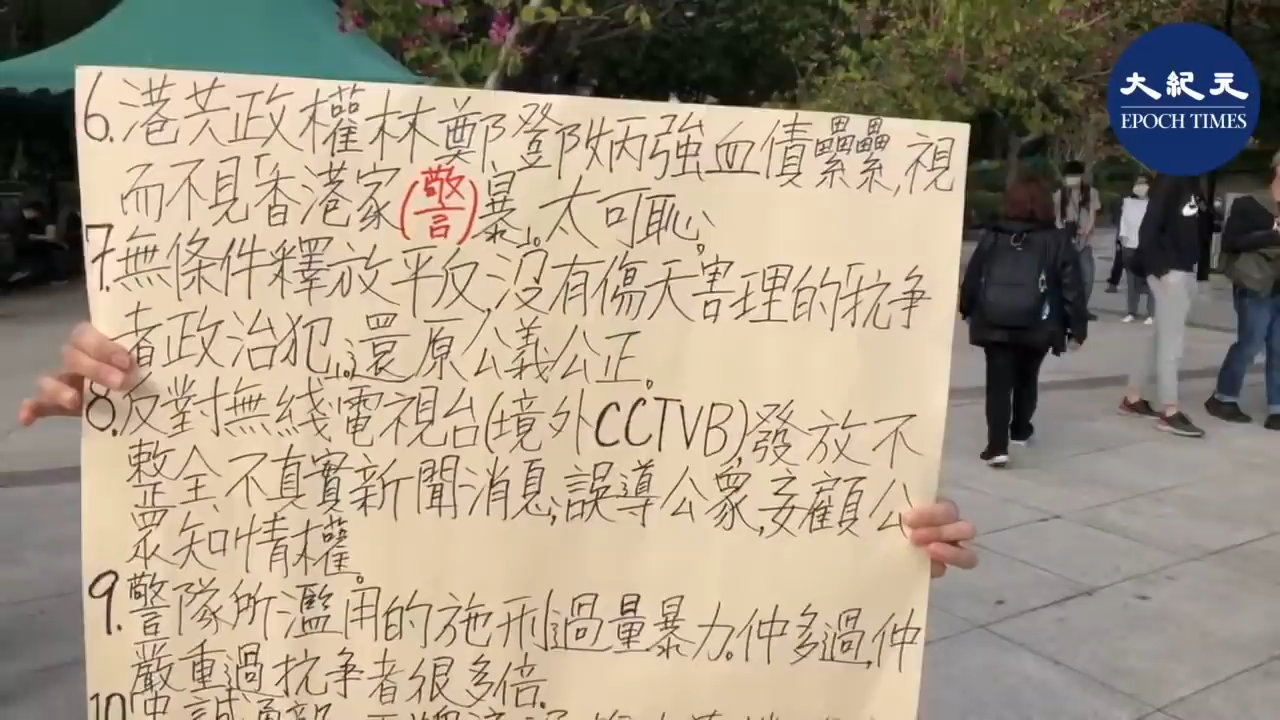 大紀元
EPOCH TIMES
6.港共政權林鄭鄧炳強血債纍纍,視
而不見「香港家(警)暴」。太可恥。
7.無條件釋放平反,没有傷天害理的「抗争
者政治犯」,還原公義公正。
8.反對無綫電視台(境外CCTVB),發放不
整全不真實新聞消息,誤導公眾,妄顧公
眾知情權。
9.警隊所濫用的施刑過量暴力。仲多過,仲
嚴重過抗争者很多倍。
10.